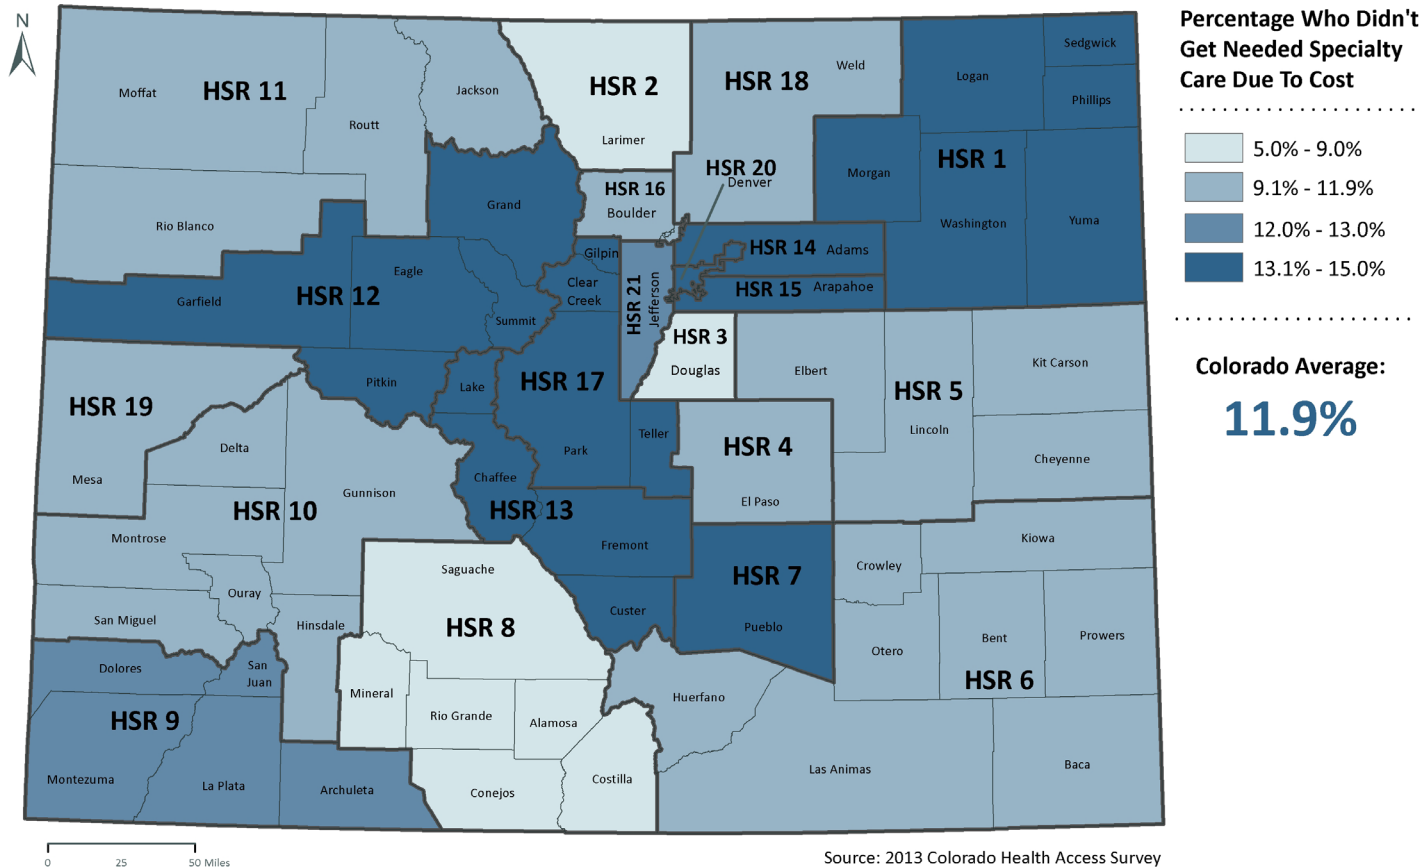 N
Percentage Who Didn't
Get Needed Specialty
Care Due To Cost
5.0% - 9.0%
9.1% - 11.9%
12.0% - 13.0%
13.1% - 15.0%
Colorado Average:
11.9%
HSR 11
Moffat
Routt
Jackson
Rio Blanco
HSR 2
Larimer
HSR 18
Weld
HSR 1
Logan
Sedgwick
Phillips
Morgan
Washington
Yuma
HSR 20
Denver
HSR 16
Boulder
HSR 12
Grand
Eagle
Garfield
Summit
Pitkin
HSR 14
Adams
HSR 15
Arapahoe
HSR 21
Jefferson
HSR 17
Gilpin
Clear
Creek
Park
Teller
HSR 3
Douglas
HSR 5
Elbert
Lincoln
Kit Carson
Cheyenne
HSR 19
Mesa
HSR 4
El Paso
HSR 13
Lake
Chaffee
Fremont
Custer
HSR 10
Delta
Gunnison
Montrose
Ouray
San Miguel
Hinsdale
HSR 7
Pueblo
HSR 8
Saguache
Mineral
Rio Grande
Alamosa
Conejos
Costilla
HSR 6
Kiowa
Crowley
Otero
Bent
Prowers
Huerfano
Las Animas
Baca
HSR 9
Dolores
San
Juan
Montezuma
La Plata
Archuleta
0 25 50 Miles
Source: 2013 Colorado Health Access Survey